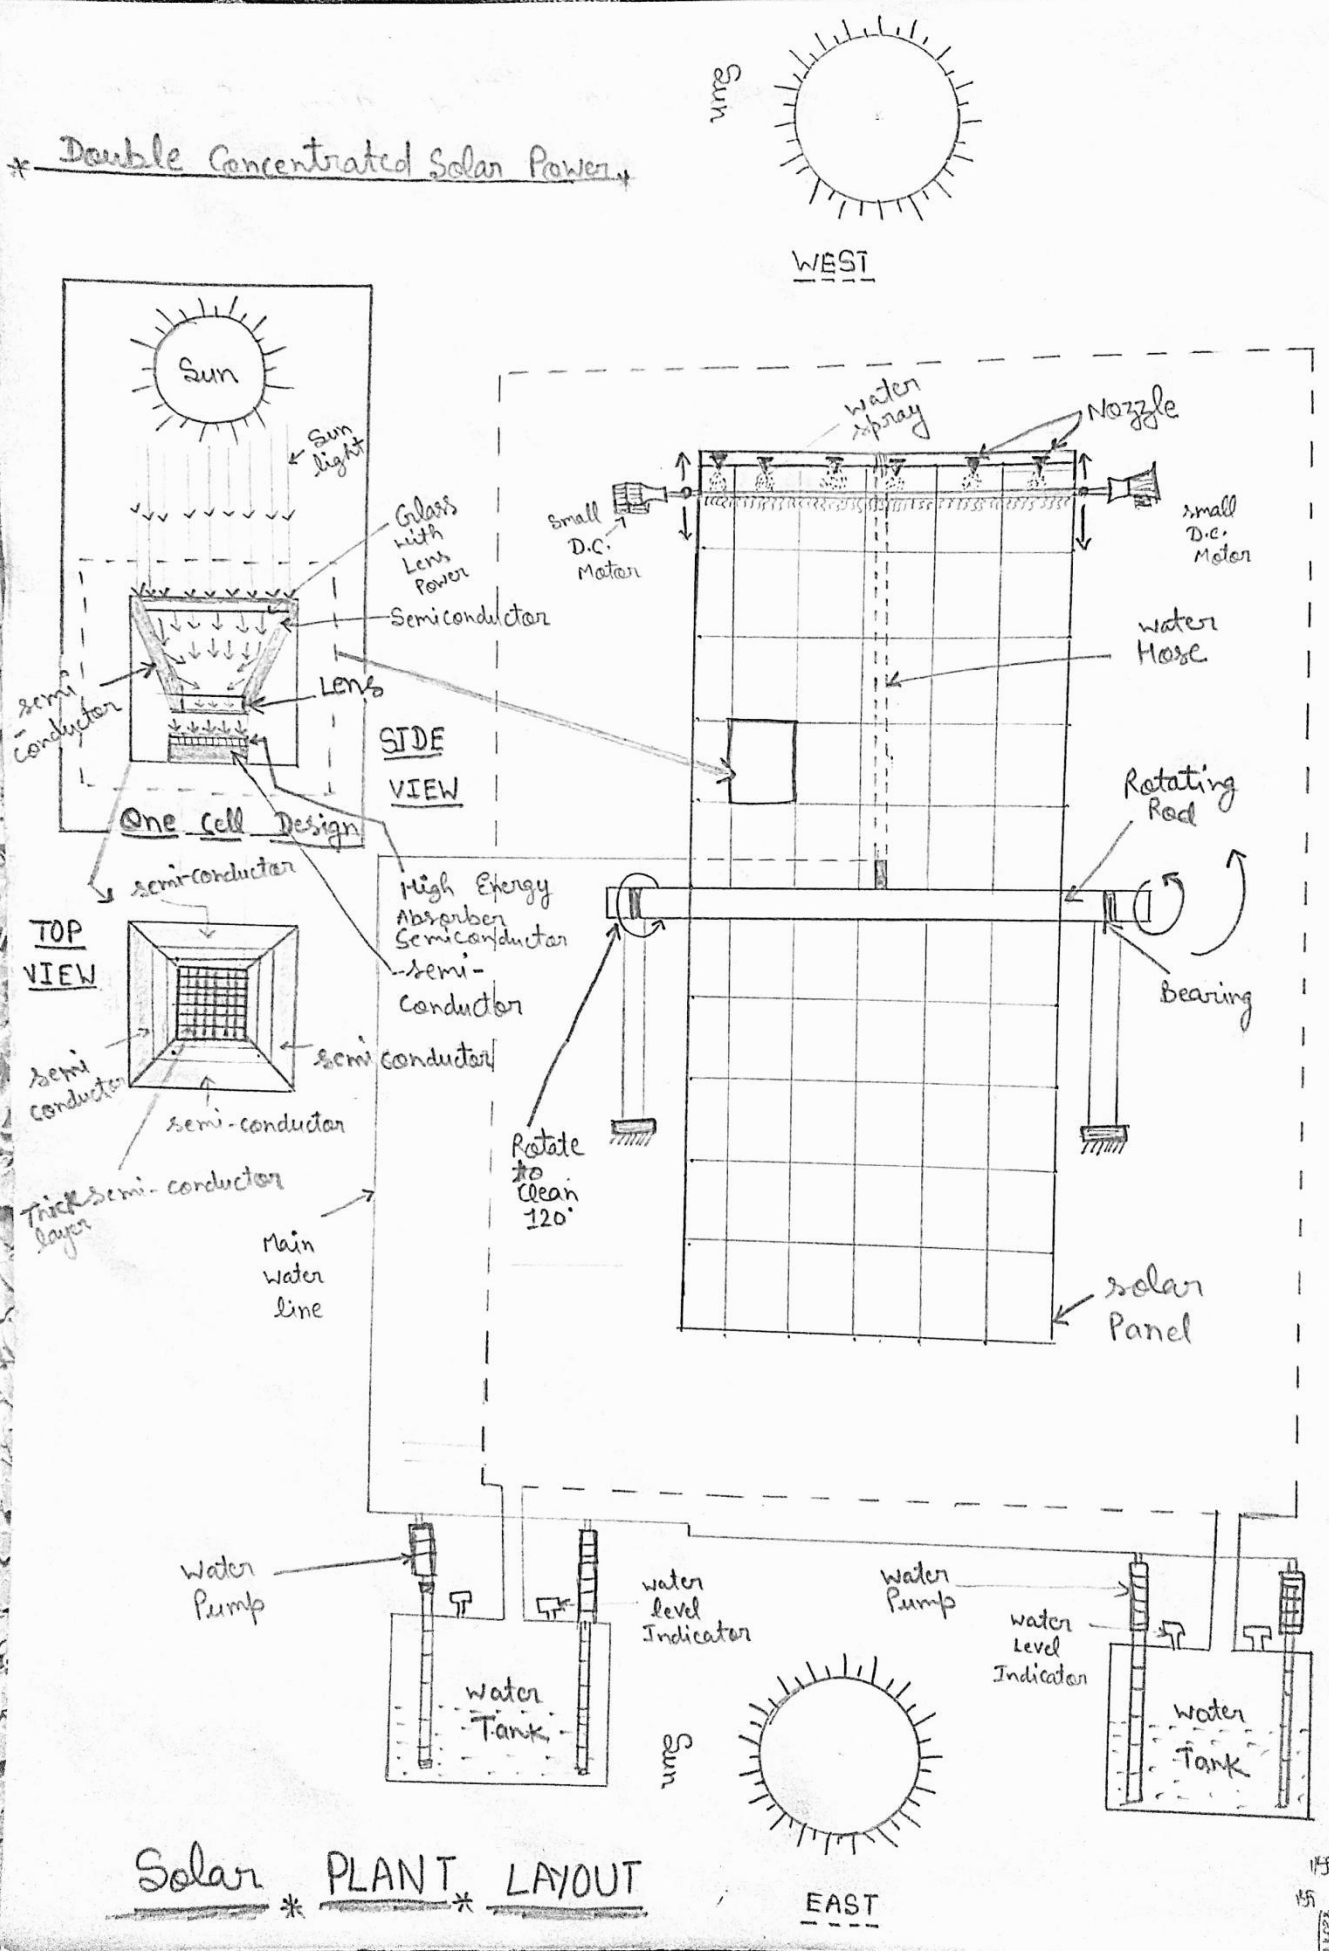 Sun
* Double Concentrated Solar Power *
WEST
Sun
Sun
light
Glass
with
Lens
Power
Semiconductor
Lens
semi
conductor
SIDE
VIEW
One Cell Design
water
spray
Nozzle
small
D.C.
Motor
small
D.C.
Motor
water
Hose
Rotating
Rod
Bearing
semi-conductor
TOP
VIEW
High Energy
Absorber
Semiconductor
-semi-
conductor
semi conductor
semi
conductor
semi-conductor
Thick semi-conductor
layer
Rotate
to
clean
120°
Main
water
line
solar
Panel
water
Pump
water
level
Indicator
water
Pump
water
Level
Indicator
water
Tank
water
Tank
Sun
Solar * PLANT * LAYOUT
EAST